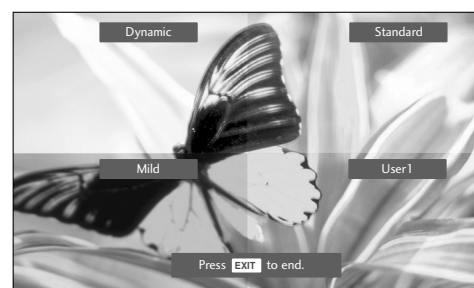 Dynamic
Standard
Mild
User1
Press EXIT to end.